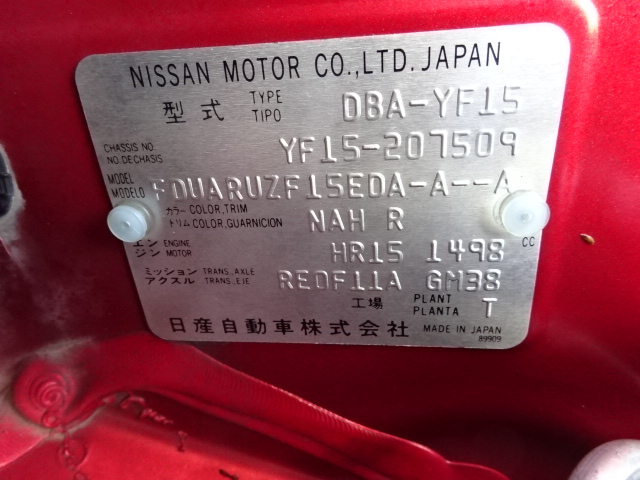 NISSAN MOTOR CO.,LTD. JAPAN
型式 TYPE TIPO DBA-YF15
CHASSIS NO. NO.DE CHASIS YF15-207509
MODEL MODELO FDUARUZF15EDA-A--A
カラー トリム COLOR,TRIM COLOR,GUARNICION NAH R
エンジン ENGINE MOTOR HR15 1498 CC
ミッション アクスル TRANS.,AXLE TRANS.,EJE RE0F11A GM38
工場 PLANT PLANTA T
日産自動車株式会社 MADE IN JAPAN
89909